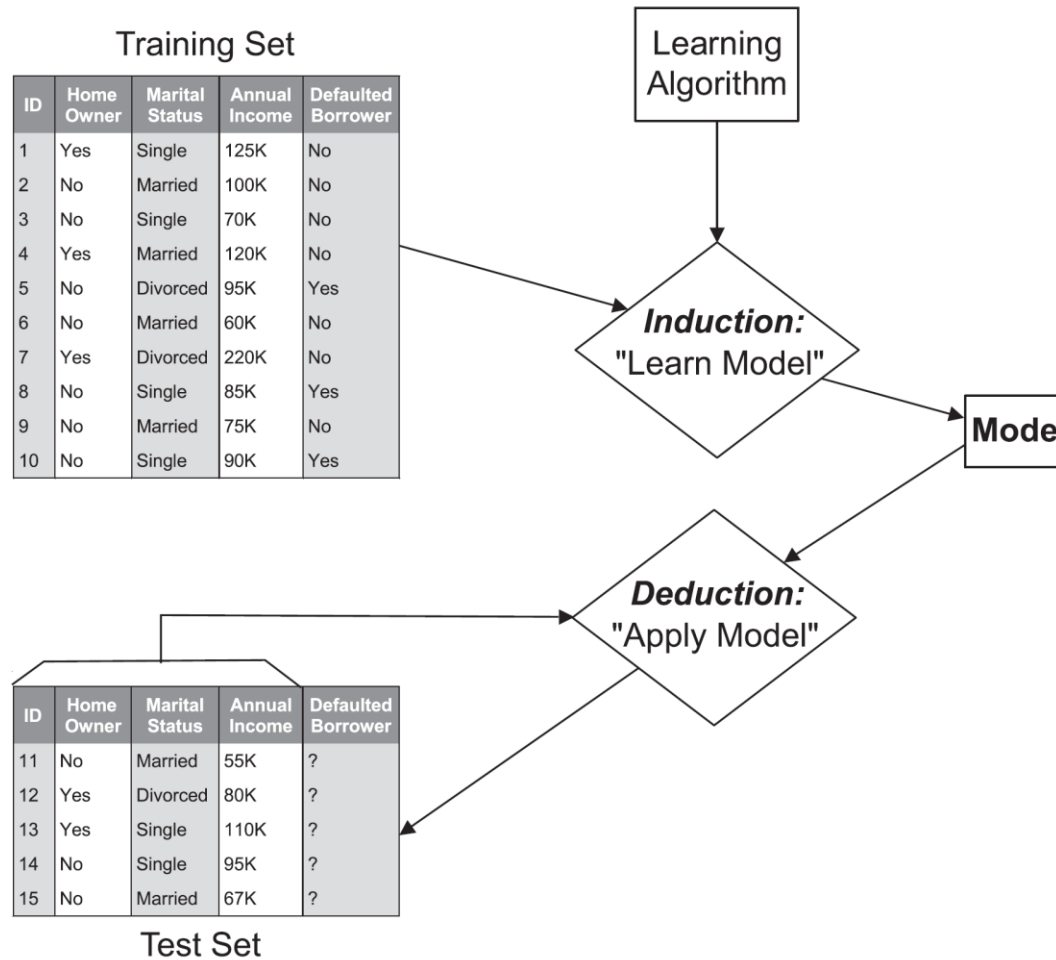 Training Set
ID Home Owner Marital Status Annual Income Defaulted Borrower
1 Yes Single 125K No
2 No Married 100K No
3 No Single 70K No
4 Yes Married 120K No
5 No Divorced 95K Yes
6 No Married 60K No
7 Yes Divorced 220K No
8 No Single 85K Yes
9 No Married 75K No
10 No Single 90K Yes
Learning
Algorithm
Induction:
"Learn Model"
Mode
Deduction:
"Apply Model"
ID Home Owner Marital Status Annual Income Defaulted Borrower
11 No Married 55K ?
12 Yes Divorced 80K ?
13 Yes Single 110K ?
14 No Single 95K ?
15 No Married 67K ?
Test Set